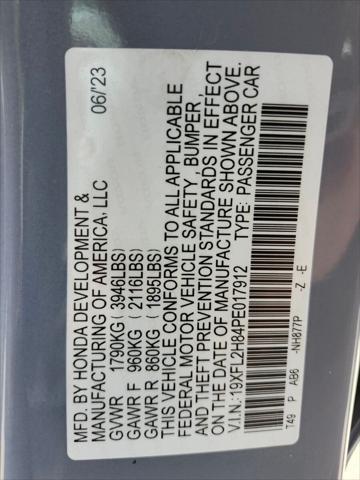 MFD. BY HONDA DEVELOPMENT &
MANUFACTURING OF AMERICA, LLC 06/'23
GVWR 1790KG (3946LBS)
GAWR F 960KG (2116LBS)
GAWR R 860KG (1895LBS)
THIS VEHICLE CONFORMS TO ALL APPLICABLE
FEDERAL MOTOR VEHICLE SAFETY, BUMPER,
AND THEFT PREVENTION STANDARDS IN EFFECT
ON THE DATE OF MANUFACTURE SHOWN ABOVE.
V.I.N.:19XFL2H84PE017912 TYPE: PASSENGER CAR
T49 P AB6 -NH877P -Z -E